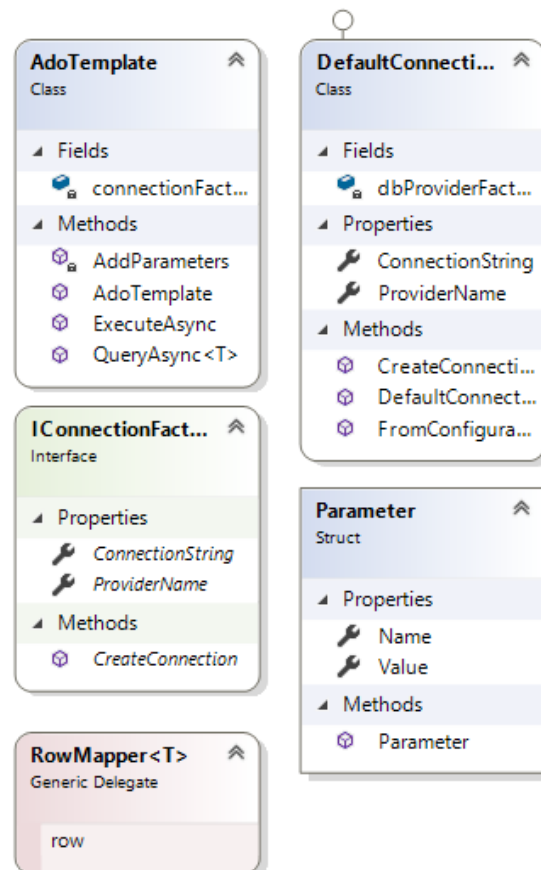 AdoTemplate
Class
Fields
connectionFact...
Methods
AddParameters
AdoTemplate
ExecuteAsync
QueryAsync<T>
IConnectionFact...
Interface
Properties
ConnectionString
ProviderName
Methods
CreateConnection
RowMapper<T>
Generic Delegate
row
DefaultConnecti...
Class
Fields
dbProviderFact...
Properties
ConnectionString
ProviderName
Methods
CreateConnecti...
DefaultConnect...
FromConfigura...
Parameter
Struct
Properties
Name
Value
Methods
Parameter